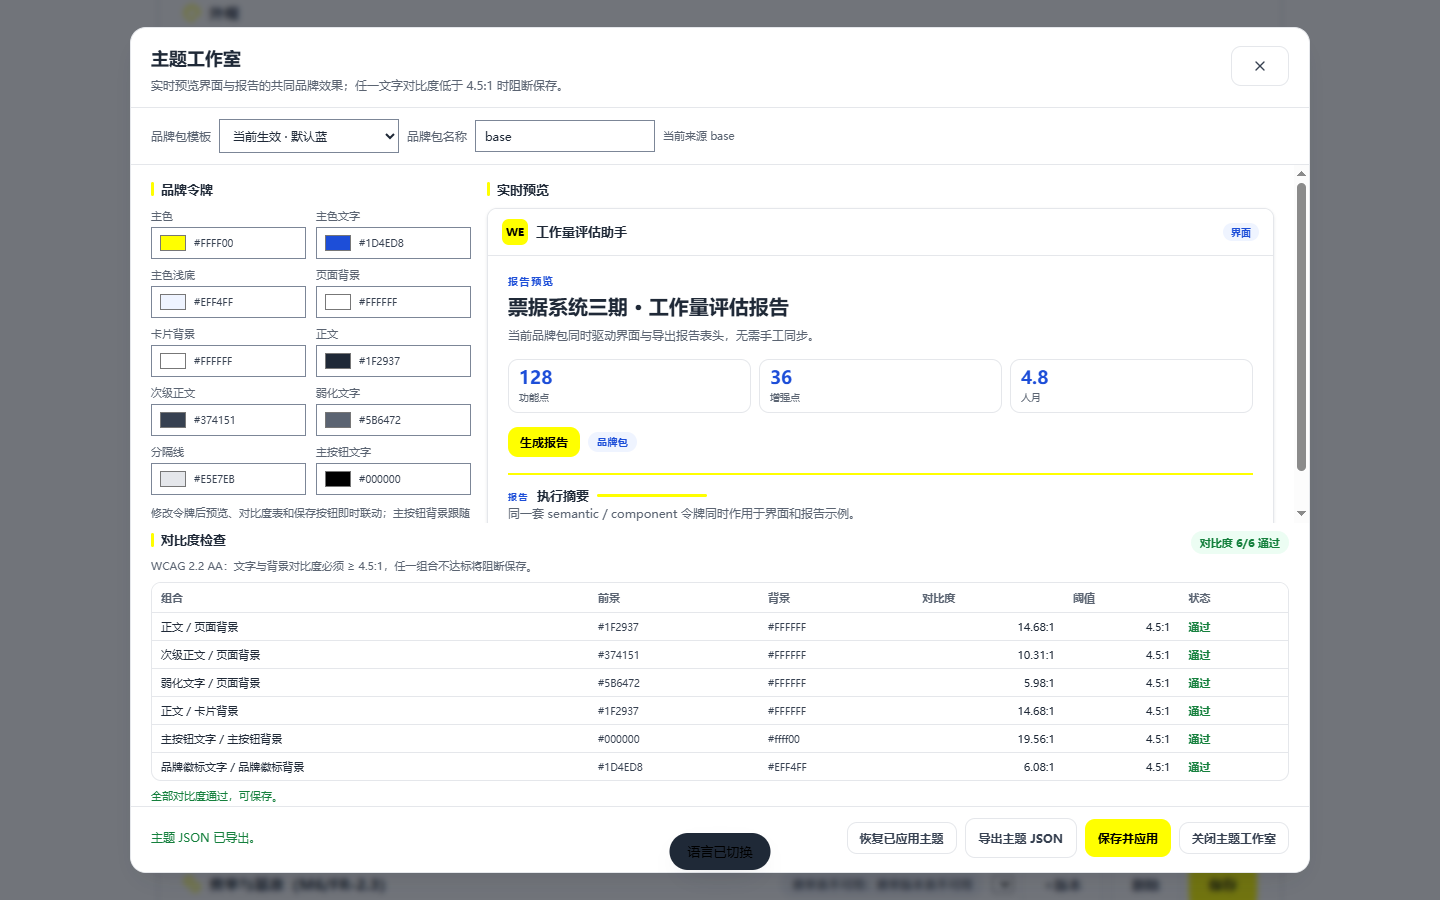 主题工作室
实时预览界面与报告的共同品牌效果；任一文字对比度低于 4.5:1 时阻断保存。
品牌包模板 当前生效 · 默认蓝 品牌包名称 base 当前来源 base
品牌令牌
主色 主色文字
#FFFF00 #1D4ED8
主色浅底 页面背景
#EFF4FF #FFFFFF
卡片背景 正文
#FFFFFF #1F2937
次级正文 弱化文字
#374151 #5B6472
分隔线 主按钮文字
#E5E7EB #000000
修改令牌后预览、对比度表和保存按钮即时联动；主按钮背景跟随
实时预览
WE 工作量评估助手 界面
报告预览
票据系统三期 · 工作量评估报告
当前品牌包同时驱动界面与导出报告表头，无需手工同步。
128 36 4.8
功能点 增强点 人月
生成报告 品牌包
报告 执行摘要
同一套 semantic / component 令牌同时作用于界面和报告示例。
对比度检查 对比度 6/6 通过
WCAG 2.2 AA：文字与背景对比度必须 ≥ 4.5:1，任一组合不达标将阻断保存。
组合 前景 背景 对比度 阈值 状态
正文 / 页面背景 #1F2937 #FFFFFF 14.68:1 4.5:1 通过
次级正文 / 页面背景 #374151 #FFFFFF 10.31:1 4.5:1 通过
弱化文字 / 页面背景 #5B6472 #FFFFFF 5.98:1 4.5:1 通过
正文 / 卡片背景 #1F2937 #FFFFFF 14.68:1 4.5:1 通过
主按钮文字 / 主按钮背景 #000000 #ffff00 19.56:1 4.5:1 通过
品牌徽标文字 / 品牌徽标背景 #1D4ED8 #EFF4FF 6.08:1 4.5:1 通过
全部对比度通过，可保存。
主题 JSON 已导出。 语言已切换 恢复已应用主题 导出主题 JSON 保存并应用 关闭主题工作室